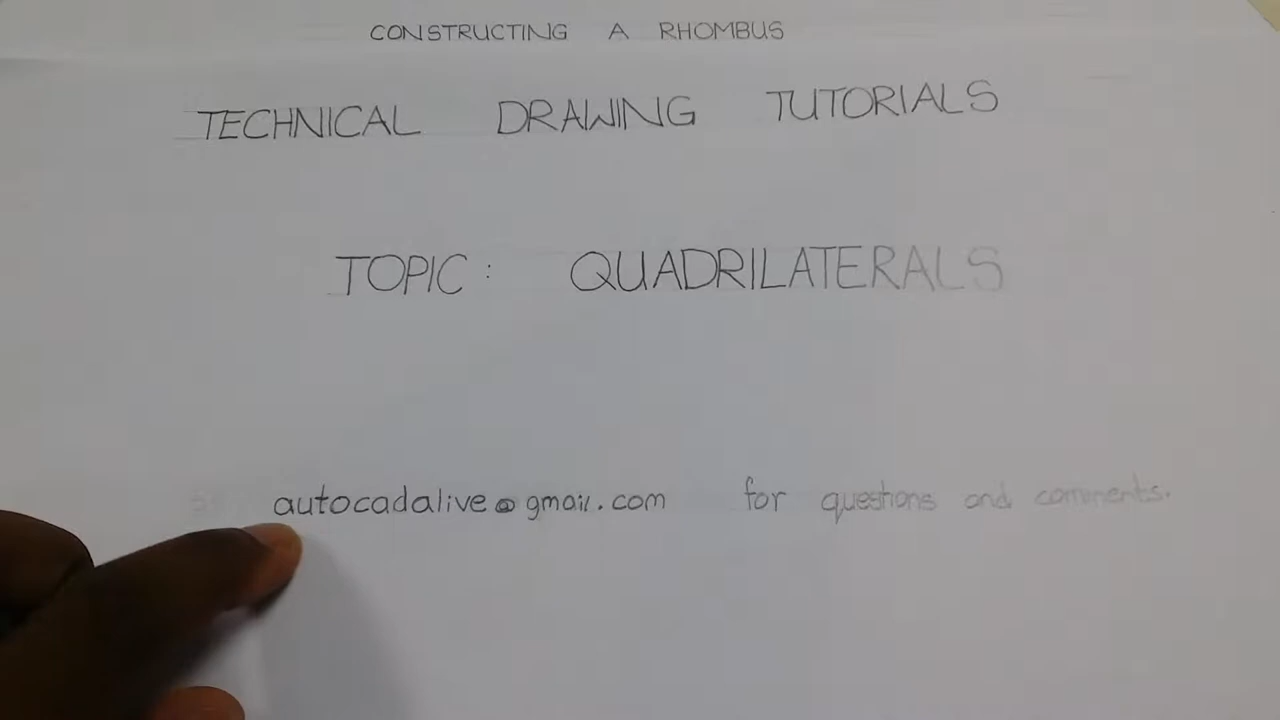 CONSTRUCTING A RHOMBUS
TECHNICAL DRAWING TUTORIALS
TOPIC: QUADRILATERALS
autocadalive@gmail.com for questions and comments.